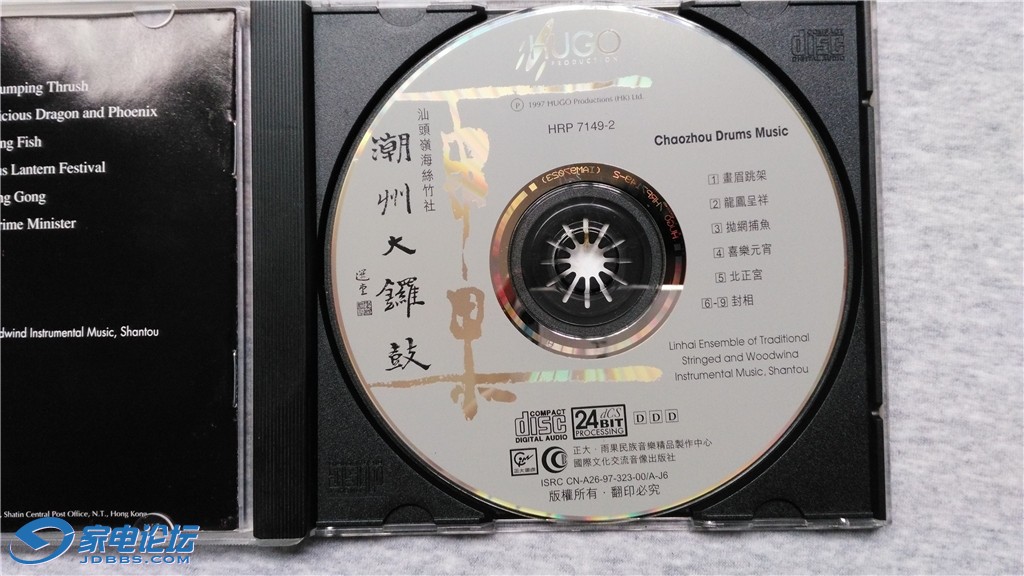 umping Thrush
icious Dragon and Phoenix
ng Fish
as Lantern Festival
ng Gong
rime Minister
dwind Instrumental Music, Shantou
Shatin Central Post Office, N.T., Hong Kong
家电论坛
JDBBS.COM
HUGO
PRODUCTION
Ⓟ 1997 HUGO Productions (HK) Ltd.
HRP 7149-2
汕頭嶺海絲竹社
潮州大鑼鼓
Chaozhou Drums Music
1 畫眉跳架
2 龍鳳呈祥
3 拋網捕魚
4 喜樂元宵
5 北正宮
6-9 封相
Linhai Ensemble of Traditional
Stringed and Woodwina
Instrumental Music, Shantou
COMPACT
disc
DIGITAL AUDIO
24 dCS
BIT
PROCESSING
D D D
正大．雨果民族音樂精品製作中心
國際文化交流音像出版社
ISRC CN-A26-97-323-00/A-J6
版權所有．翻印必究